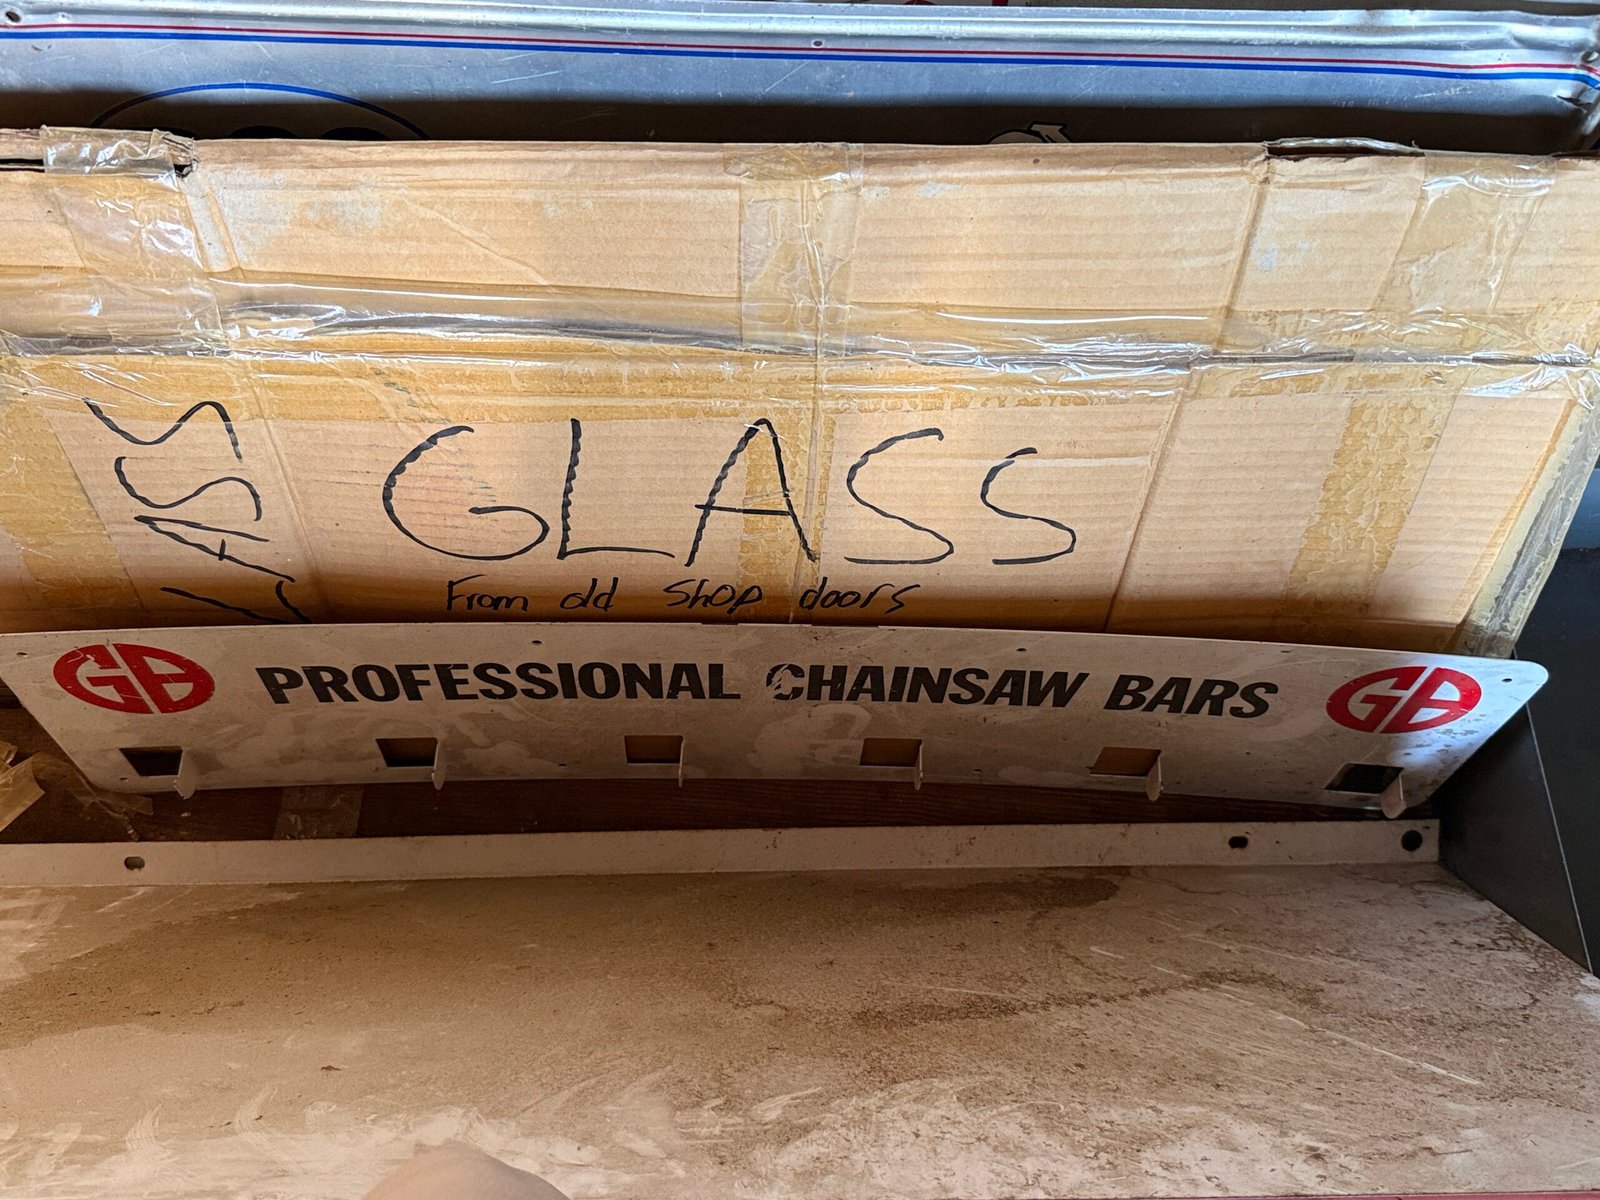 GLASS
From old shop doors
GB PROFESSIONAL CHAINSAW BARS GB